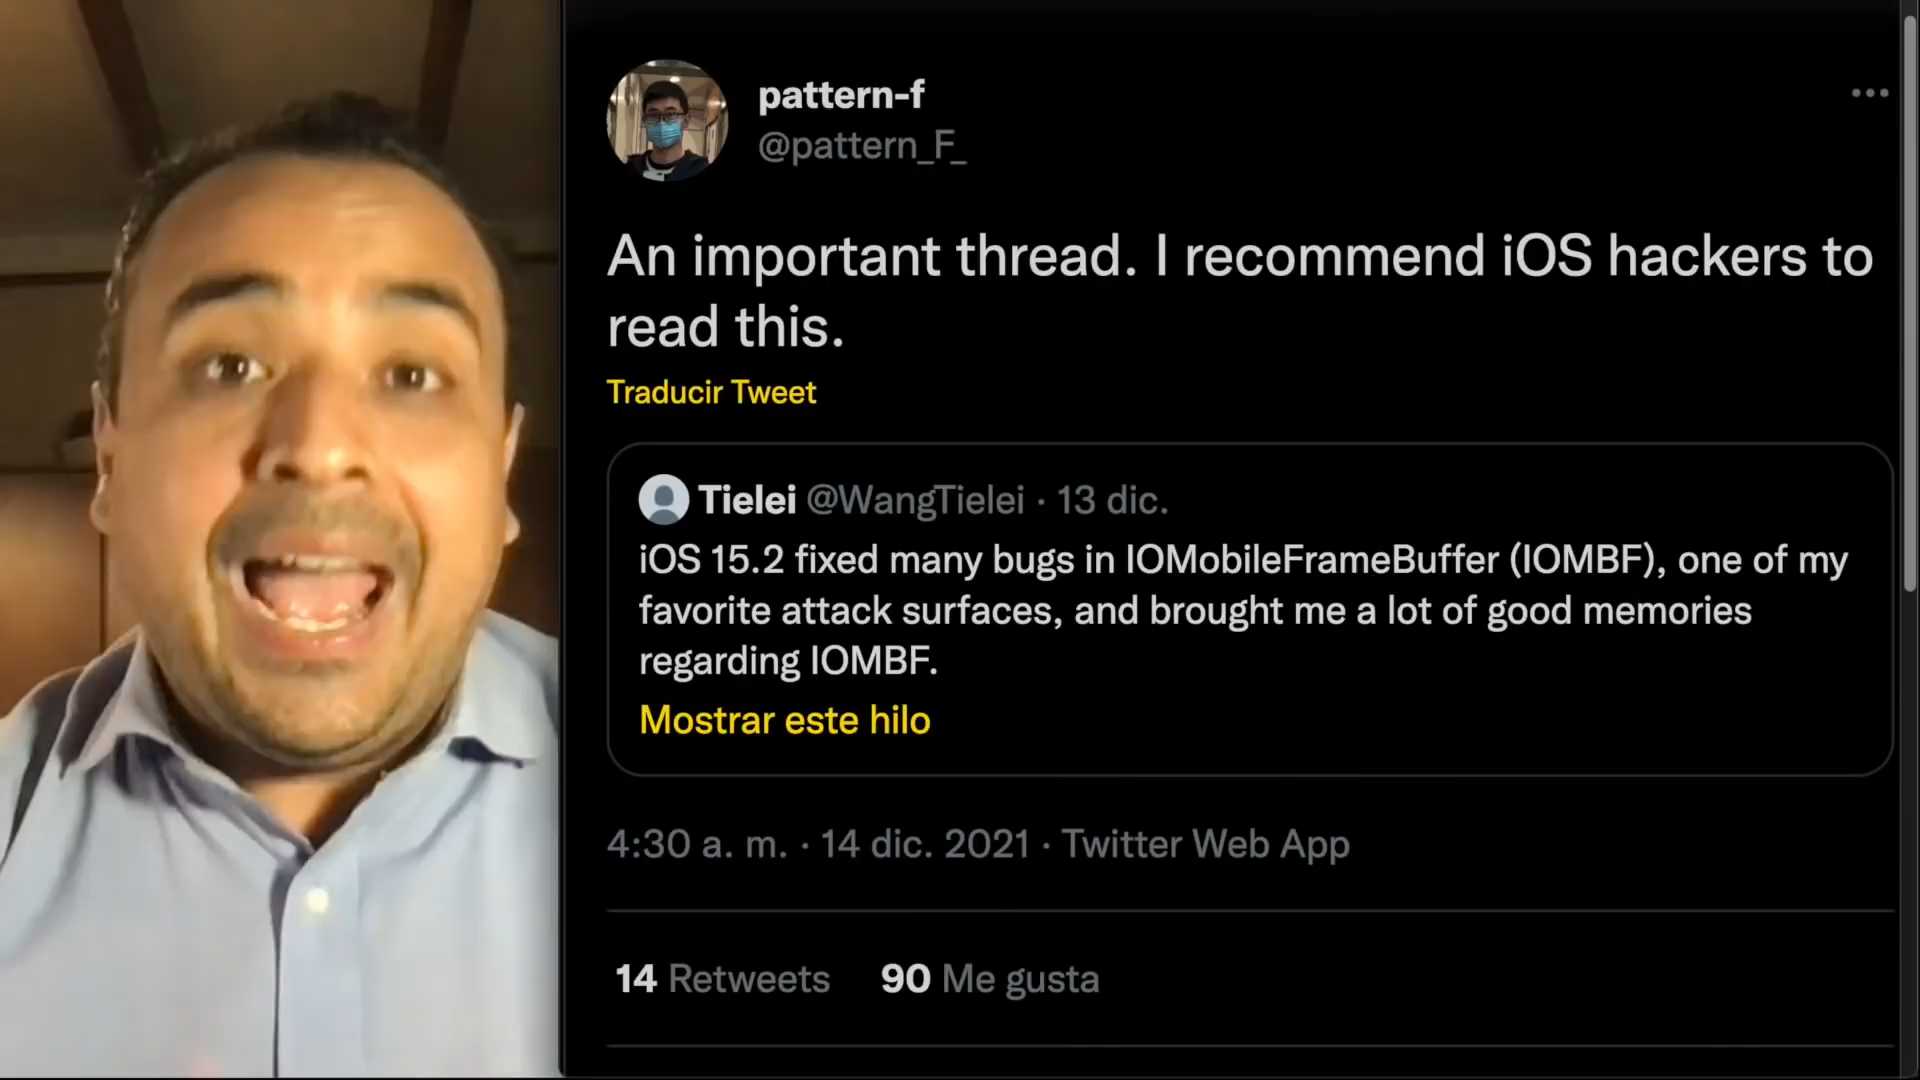 pattern-f
@pattern_F_
An important thread. I recommend iOS hackers to
read this.
Traducir Tweet
Tielei @WangTielei · 13 dic.
iOS 15.2 fixed many bugs in IOMobileFrameBuffer (IOMBF), one of my
favorite attack surfaces, and brought me a lot of good memories
regarding IOMBF.
Mostrar este hilo
4:30 a. m. · 14 dic. 2021 · Twitter Web App
14 Retweets 90 Me gusta